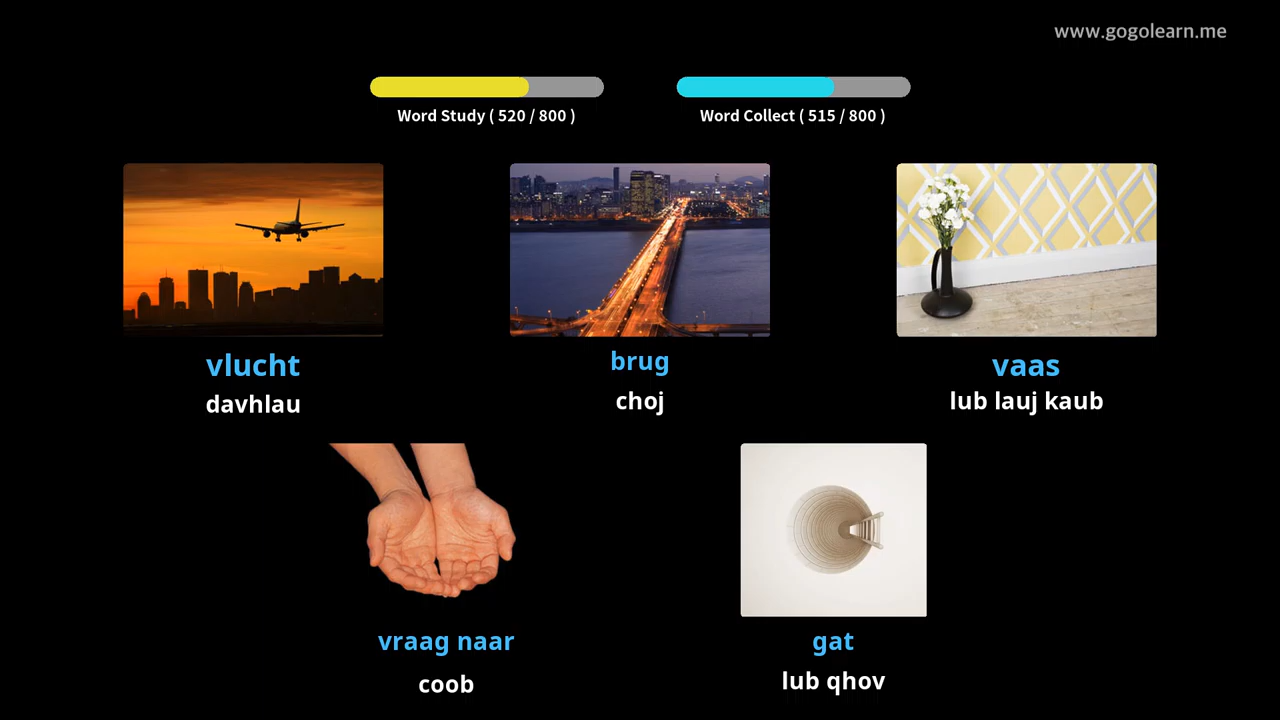 www.gogolearn.me
Word Study ( 520 / 800 )
Word Collect ( 515 / 800 )
vlucht
davhlau
brug
choj
vaas
lub lauj kaub
vraag naar
coob
gat
lub qhov